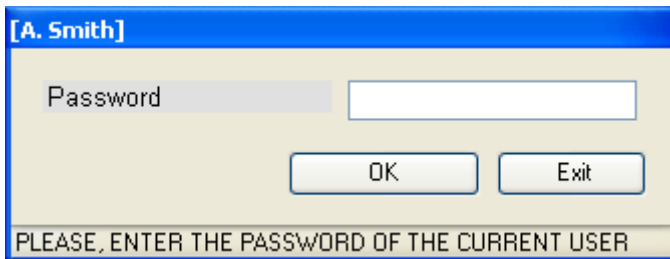 [A. Smith]
Password
OK Exit
PLEASE, ENTER THE PASSWORD OF THE CURRENT USER